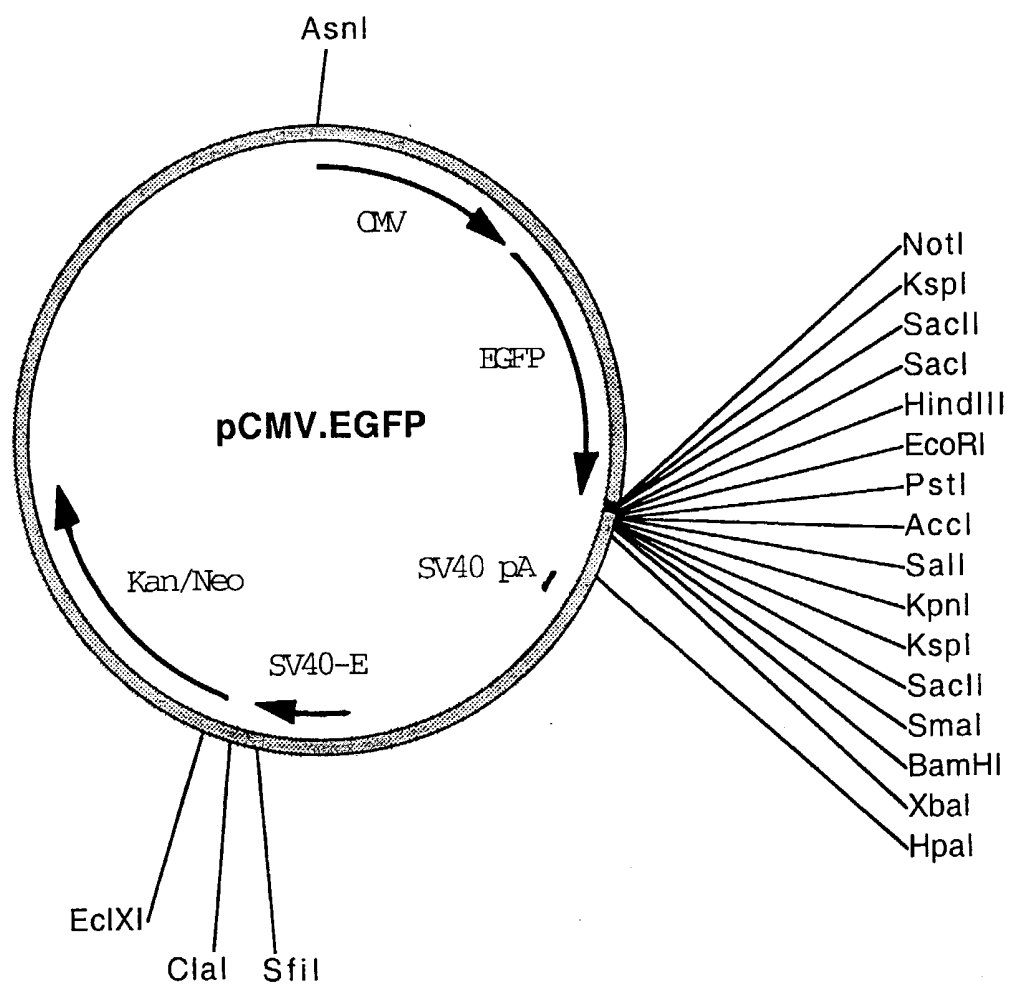 AsnI
CMV
EGFP
pCMV.EGFP
Kan/Neo
SV40 pA
SV40-E
NotI
KspI
SacII
SacI
HindIII
EcoRI
PstI
AccI
SalI
KpnI
KspI
SacII
SmaI
BamHI
XbaI
HpaI
EclXI
ClaI
SfiI